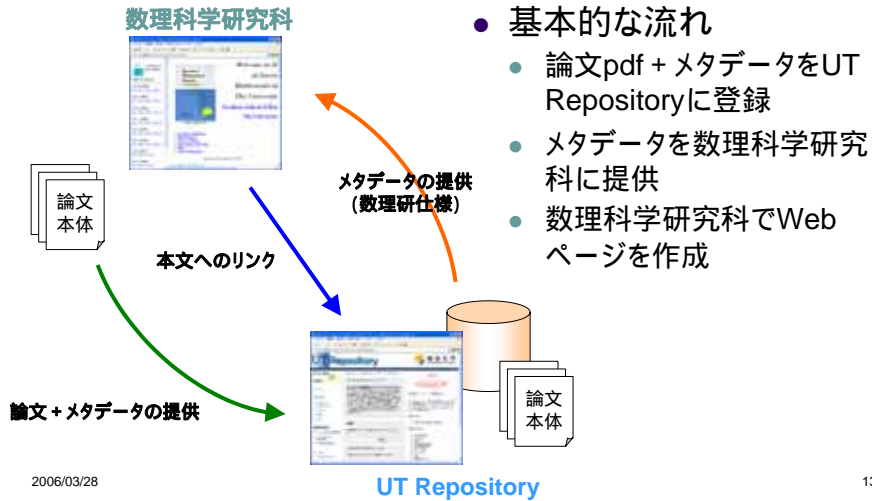 数理科学研究科
論文
本体
メタデータの提供
(数理研仕様)
本文へのリンク
論文+メタデータの提供
UT Repository
論文
本体
UT Repository
● 基本的な流れ
● 論文pdf + メタデータをUT
Repositoryに登録
● メタデータを数理科学研究
科に提供
● 数理科学研究科でWeb
ページを作成
2006/03/28
13